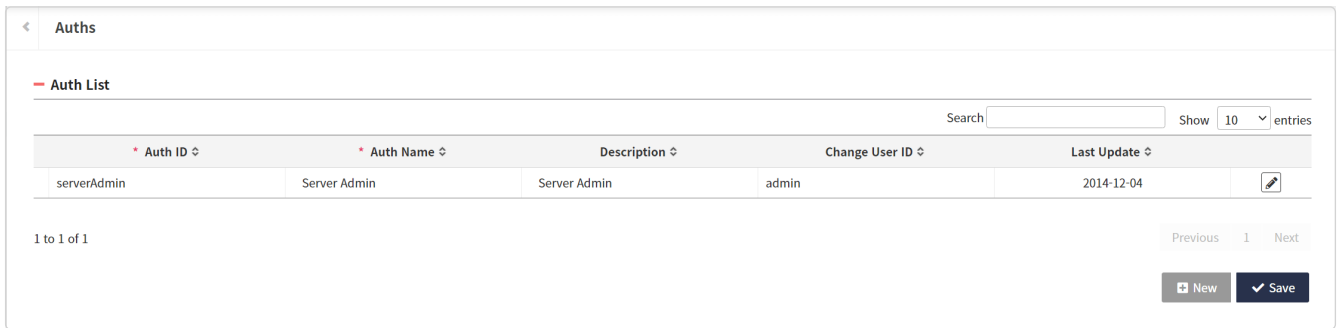 Auths
Auth List
Search Show 10 entries
* Auth ID * Auth Name Description Change User ID Last Update
serverAdmin Server Admin Server Admin admin 2014-12-04
1 to 1 of 1
Previous 1 Next
New Save